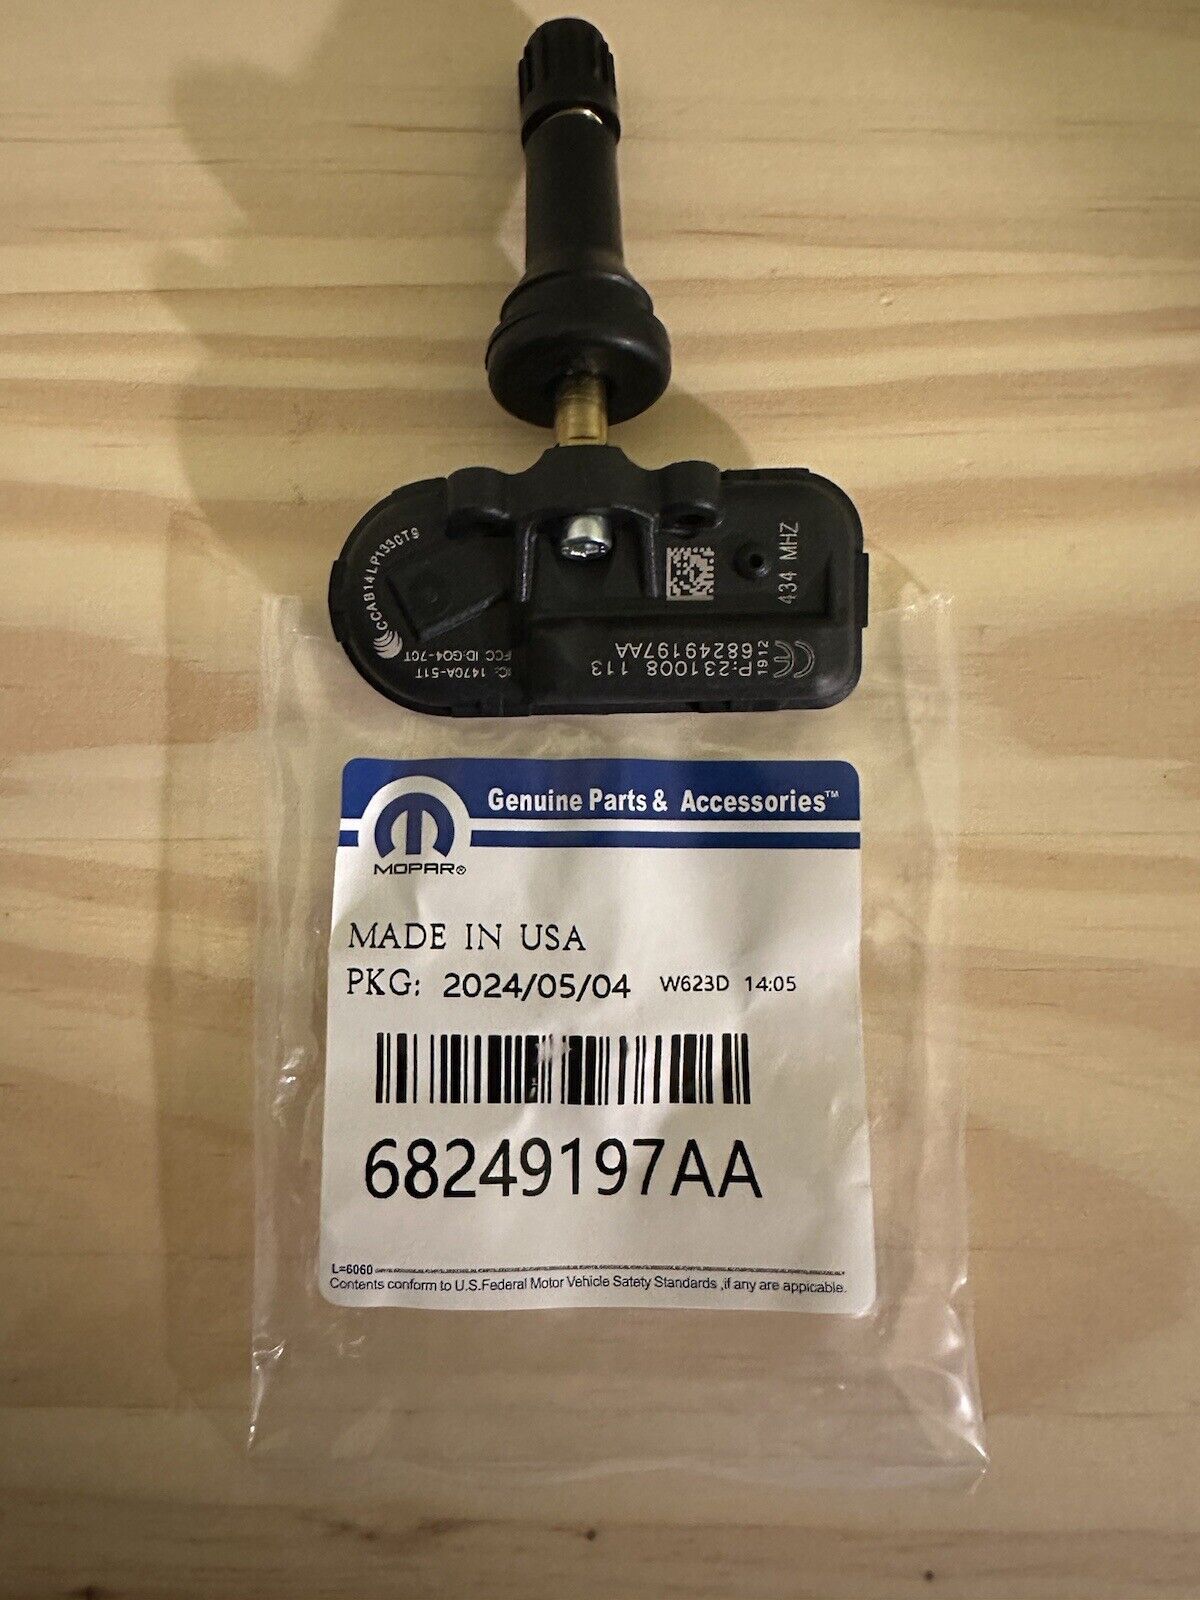 CCAB14LP1330T9
434 MHZ
68249197AA
1912
CE P:231008 113
FCC ID:GQ4-70T
IC: 1470A-51T
Genuine Parts & Accessories™
MOPAR®
MADE IN USA
PKG: 2024/05/04 W623D 14:05
68249197AA
L=6060
Contents conform to U.S.Federal Motor Vehicle Safety Standards ,if any are appicable.